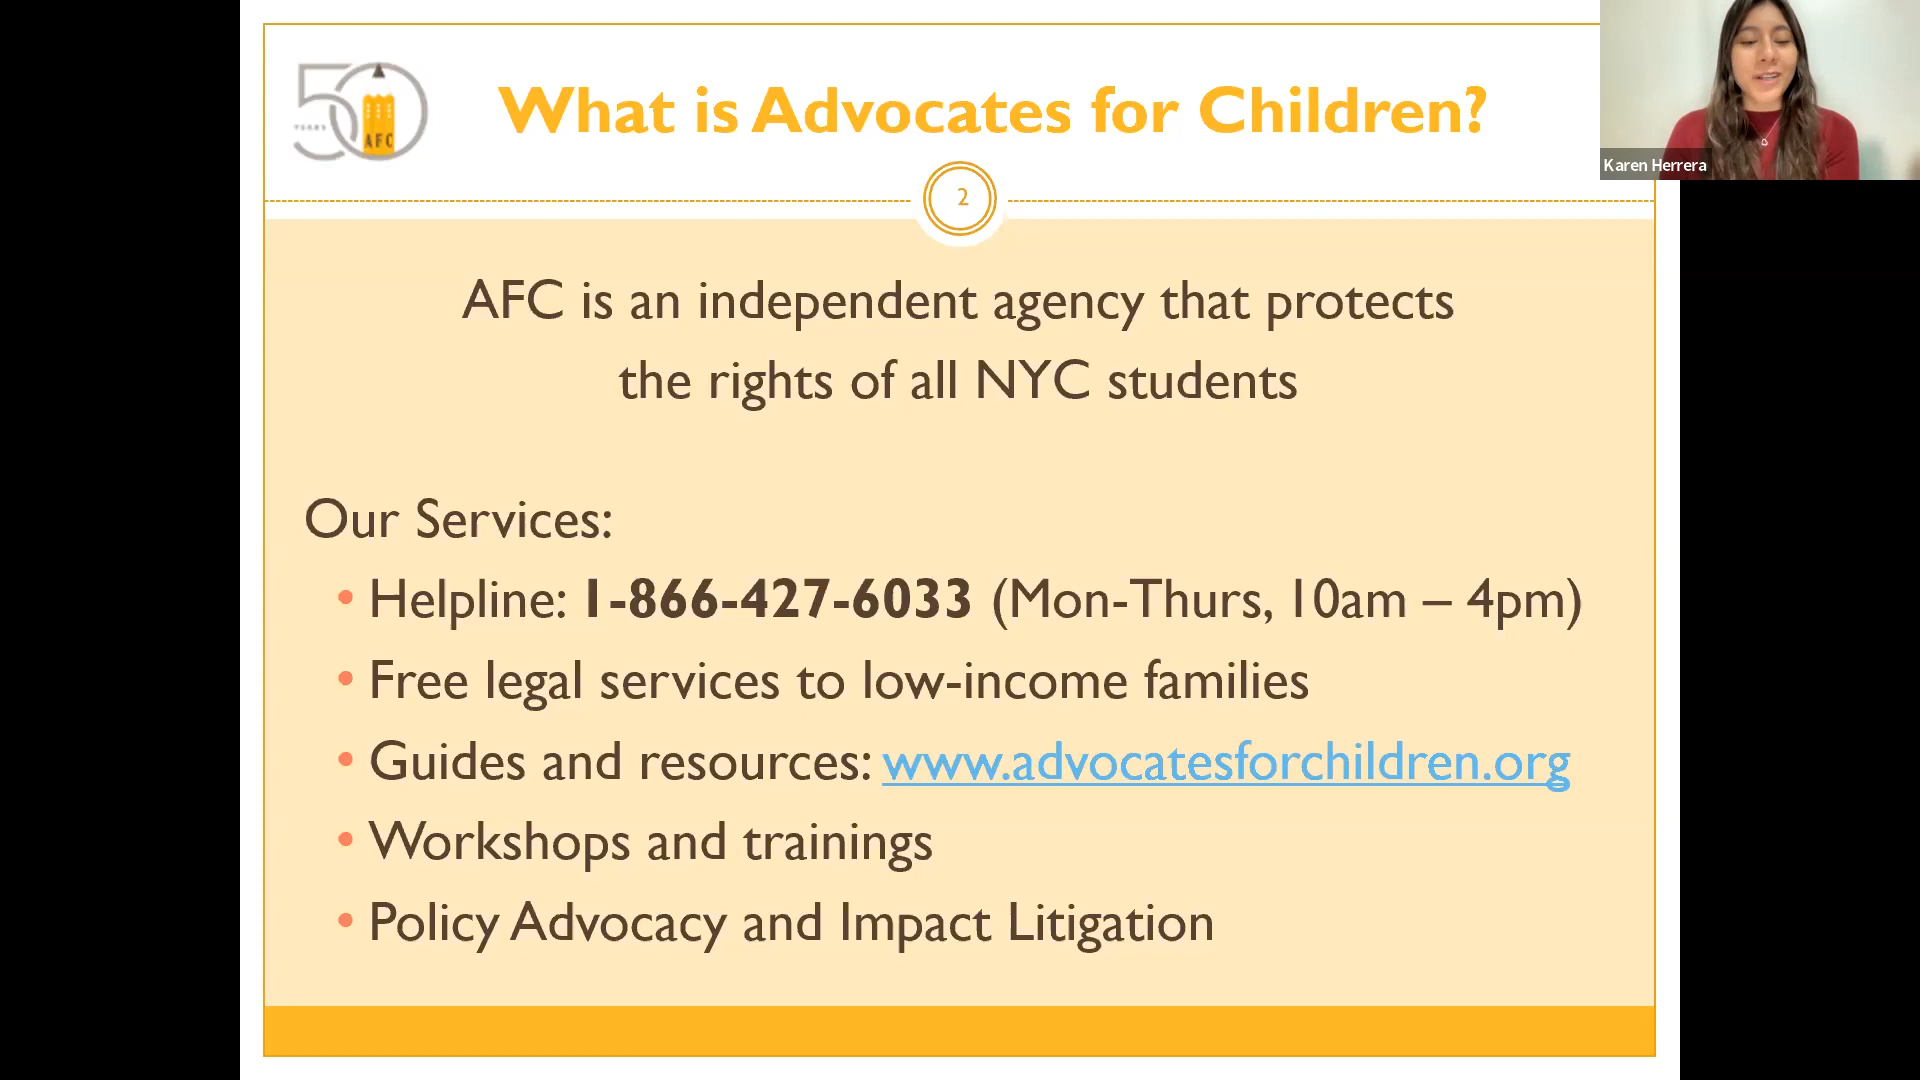 50
YEARS
AFC
What is Advocates for Children?
Karen Herrera
2
AFC is an independent agency that protects
the rights of all NYC students
Our Services:
• Helpline: 1-866-427-6033 (Mon-Thurs, 10am – 4pm)
• Free legal services to low-income families
• Guides and resources: www.advocatesforchildren.org
• Workshops and trainings
• Policy Advocacy and Impact Litigation